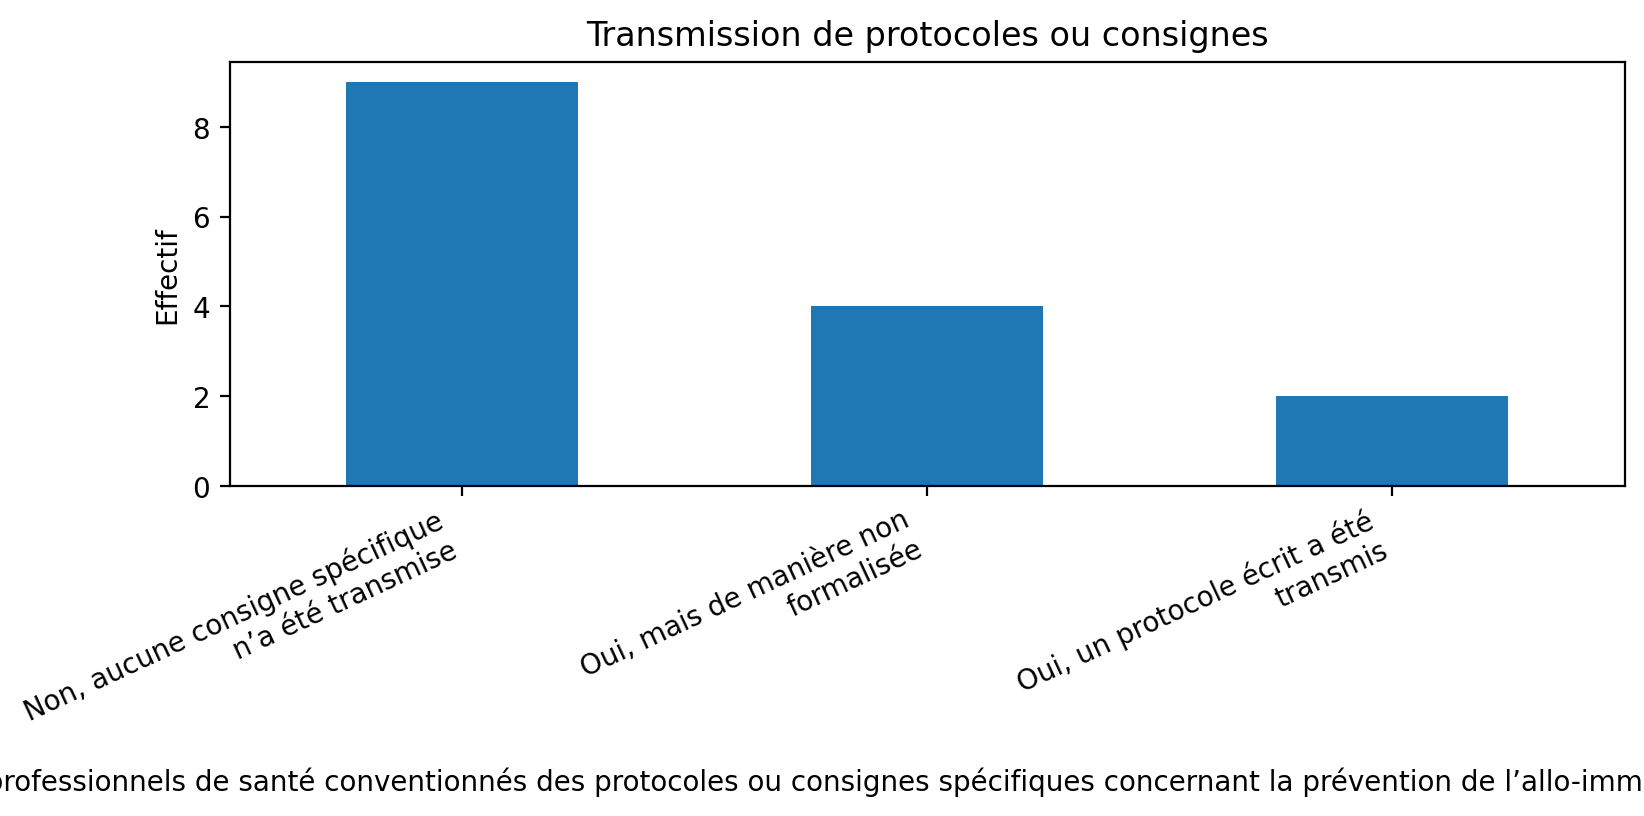 Transmission de protocoles ou consignes
8
6
4
2
0
Effectif
Non, aucune consigne spécifique
n’a été transmise
Oui, mais de manière non
formalisée
Oui, un protocole écrit a été
transmis
professionnels de santé conventionnés des protocoles ou consignes spécifiques concernant la prévention de l’allo-imm